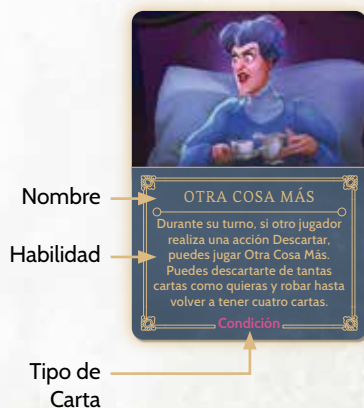 Nombre
OTRA COSA MÁS
Habilidad
Durante su turno, si otro jugador
realiza una acción Descartar,
puedes jugar Otra Cosa Más.
Puedes descartarte de tantas
cartas como quieras y robar hasta
volver a tener cuatro cartas.
Condición
Tipo de
Carta